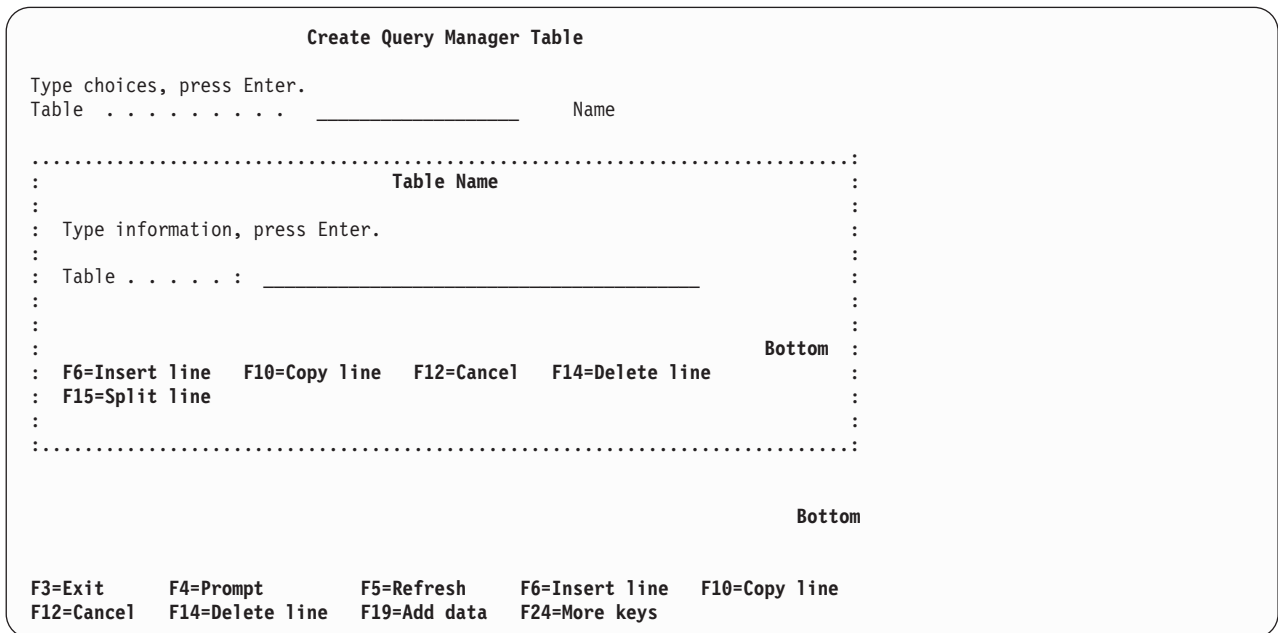 Create Query Manager Table
Type choices, press Enter.
Table . . . . . . . . . ___________________ Name
.............................................................................:
: Table Name :
: :
: Type information, press Enter. :
: :
: Table . . . . . : _________________________________________ :
: :
: :
: Bottom :
: F6=Insert line F10=Copy line F12=Cancel F14=Delete line :
: F15=Split line :
: :
:............................................................................:
Bottom
F3=Exit F4=Prompt F5=Refresh F6=Insert line F10=Copy line
F12=Cancel F14=Delete line F19=Add data F24=More keys